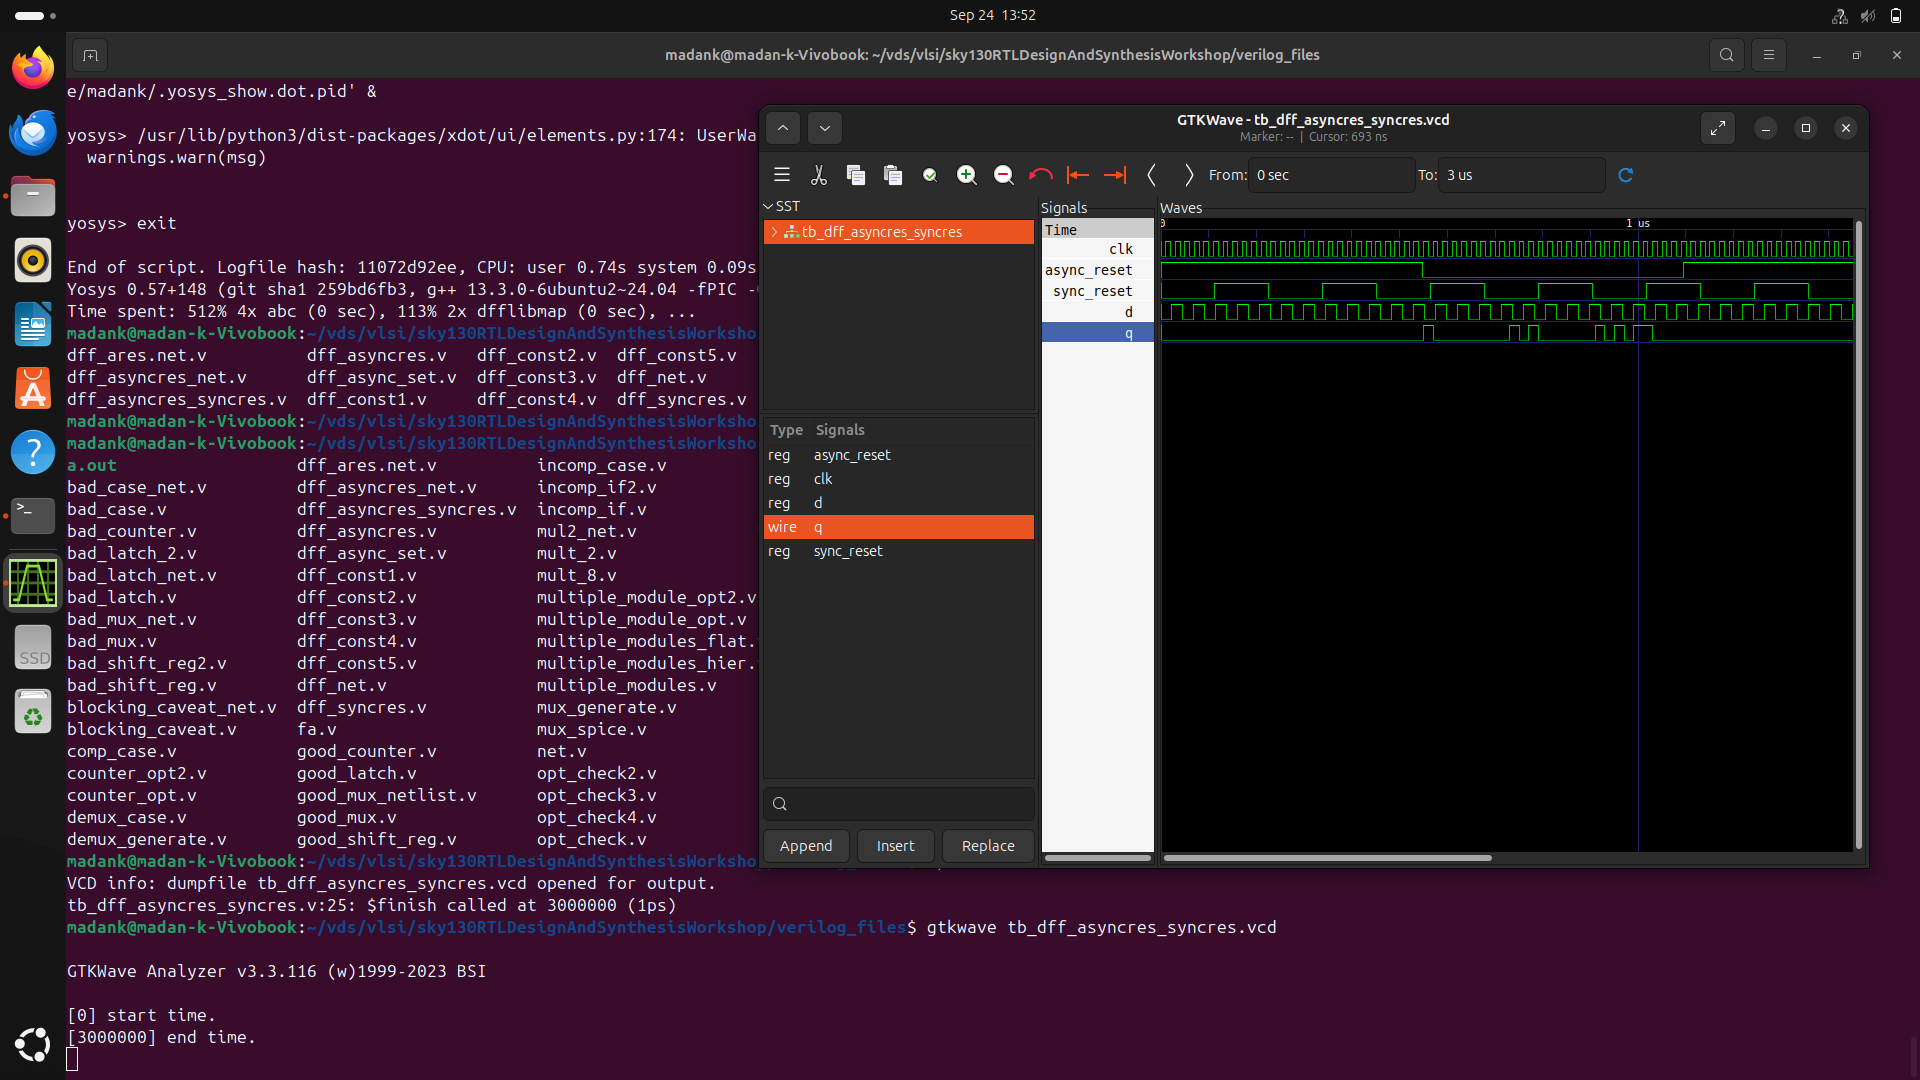 Sep 24 13:52
madank@madan-k-Vivobook: ~/vds/vlsi/sky130RTLDesignAndSynthesisWorkshop/verilog_files
e/madank/.yosys_show.dot.pid' &
yosys> /usr/lib/python3/dist-packages/xdot/ui/elements.py:174: UserWa
warnings.warn(msg)
yosys> exit
End of script. Logfile hash: 11072d92ee, CPU: user 0.74s system 0.09s
Yosys 0.57+148 (git sha1 259bd6fb3, g++ 13.3.0-6ubuntu2~24.04 -fPIC -
Time spent: 512% 4x abc (0 sec), 113% 2x dfflibmap (0 sec), ...
madank@madan-k-Vivobook:~/vds/vlsi/sky130RTLDesignAndSynthesisWorksho
dff_ares.net.v dff_asyncres.v dff_const2.v dff_const5.v
dff_asyncres_net.v dff_async_set.v dff_const3.v dff_net.v
dff_asyncres_syncres.v dff_const1.v dff_const4.v dff_syncres.v
madank@madan-k-Vivobook:~/vds/vlsi/sky130RTLDesignAndSynthesisWorksho
madank@madan-k-Vivobook:~/vds/vlsi/sky130RTLDesignAndSynthesisWorksho
a.out dff_ares.net.v incomp_case.v
bad_case_net.v dff_asyncres_net.v incomp_if2.v
bad_case.v dff_asyncres_syncres.v incomp_if.v
bad_counter.v dff_asyncres.v mul2_net.v
bad_latch_2.v dff_async_set.v mult_2.v
bad_latch_net.v dff_const1.v mult_8.v
bad_latch.v dff_const2.v multiple_module_opt2.v
bad_mux_net.v dff_const3.v multiple_module_opt.v
bad_mux.v dff_const4.v multiple_modules_flat.
bad_shift_reg2.v dff_const5.v multiple_modules_hier.
bad_shift_reg.v dff_net.v multiple_modules.v
blocking_caveat_net.v dff_syncres.v mux_generate.v
blocking_caveat.v fa.v mux_spice.v
comp_case.v good_counter.v net.v
counter_opt2.v good_latch.v opt_check2.v
counter_opt.v good_mux_netlist.v opt_check3.v
demux_case.v good_mux.v opt_check4.v
demux_generate.v good_shift_reg.v opt_check.v
madank@madan-k-Vivobook:~/vds/vlsi/sky130RTLDesignAndSynthesisWorksho
VCD info: dumpfile tb_dff_asyncres_syncres.vcd opened for output.
tb_dff_asyncres_syncres.v:25: $finish called at 3000000 (1ps)
madank@madan-k-Vivobook:~/vds/vlsi/sky130RTLDesignAndSynthesisWorkshop/verilog_files$ gtkwave tb_dff_asyncres_syncres.vcd
GTKWave Analyzer v3.3.116 (w)1999-2023 BSI
[0] start time.
[3000000] end time.
GTKWave - tb_dff_asyncres_syncres.vcd
Marker: -- | Cursor: 693 ns
From: 0 sec To: 3 us
SST
tb_dff_asyncres_syncres
Type Signals
reg async_reset
reg clk
reg d
wire q
reg sync_reset
Append Insert Replace
Signals
Time
clk
async_reset
sync_reset
d
q
Waves
0 1 us
SSD